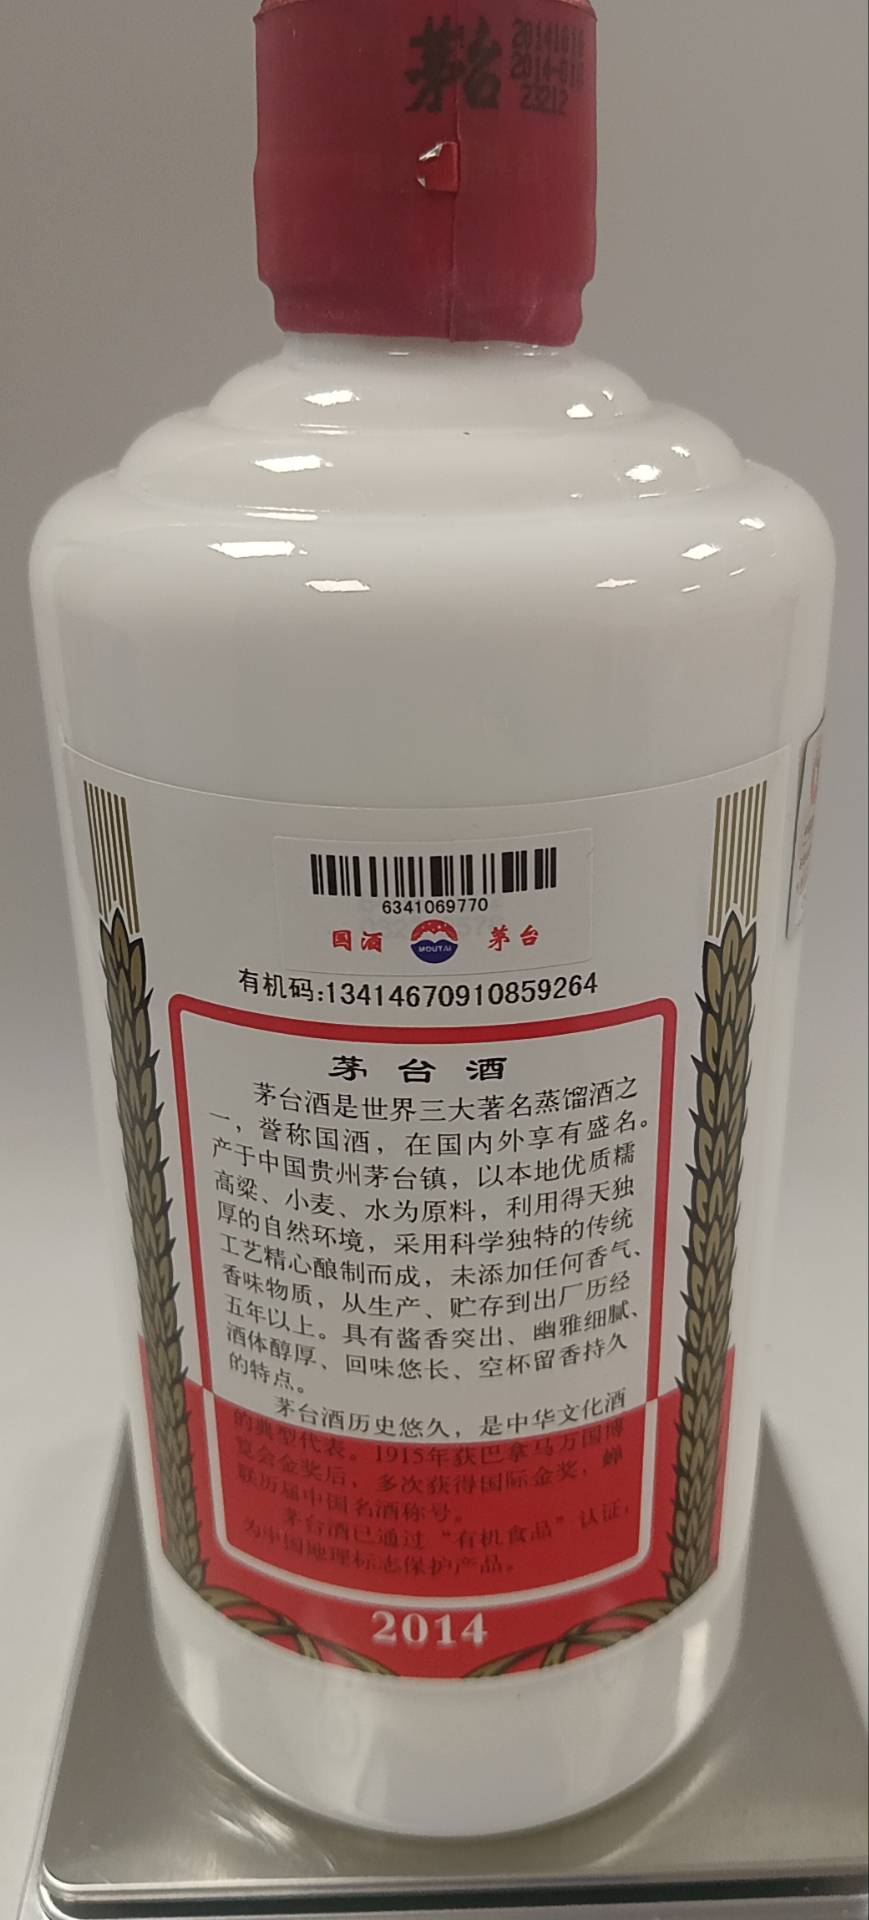 茅台
20141016
2014-018
23212
6341069770
国酒 MOUTAI 茅台
有机码:13414670910859264
茅台酒
茅台酒是世界三大著名蒸馏酒之
一，誉称国酒，在国内外享有盛名。
产于中国贵州茅台镇，以本地优质糯
高粱、小麦、水为原料，利用得天独
厚的自然环境，采用科学独特的传统
工艺精心酿制而成，未添加任何香气、
香味物质，从生产、贮存到出厂历经
五年以上。具有酱香突出、幽雅细腻、
酒体醇厚、回味悠长、空杯留香持久
的特点。
茅台酒历史悠久，是中华文化酒
的典型代表。1915年获巴拿马万国博
览会金奖后，多次获得国际金奖，蝉
联历届中国名酒称号。
茅台酒已通过“有机食品”认证，
为中国地理标志保护产品。
2014